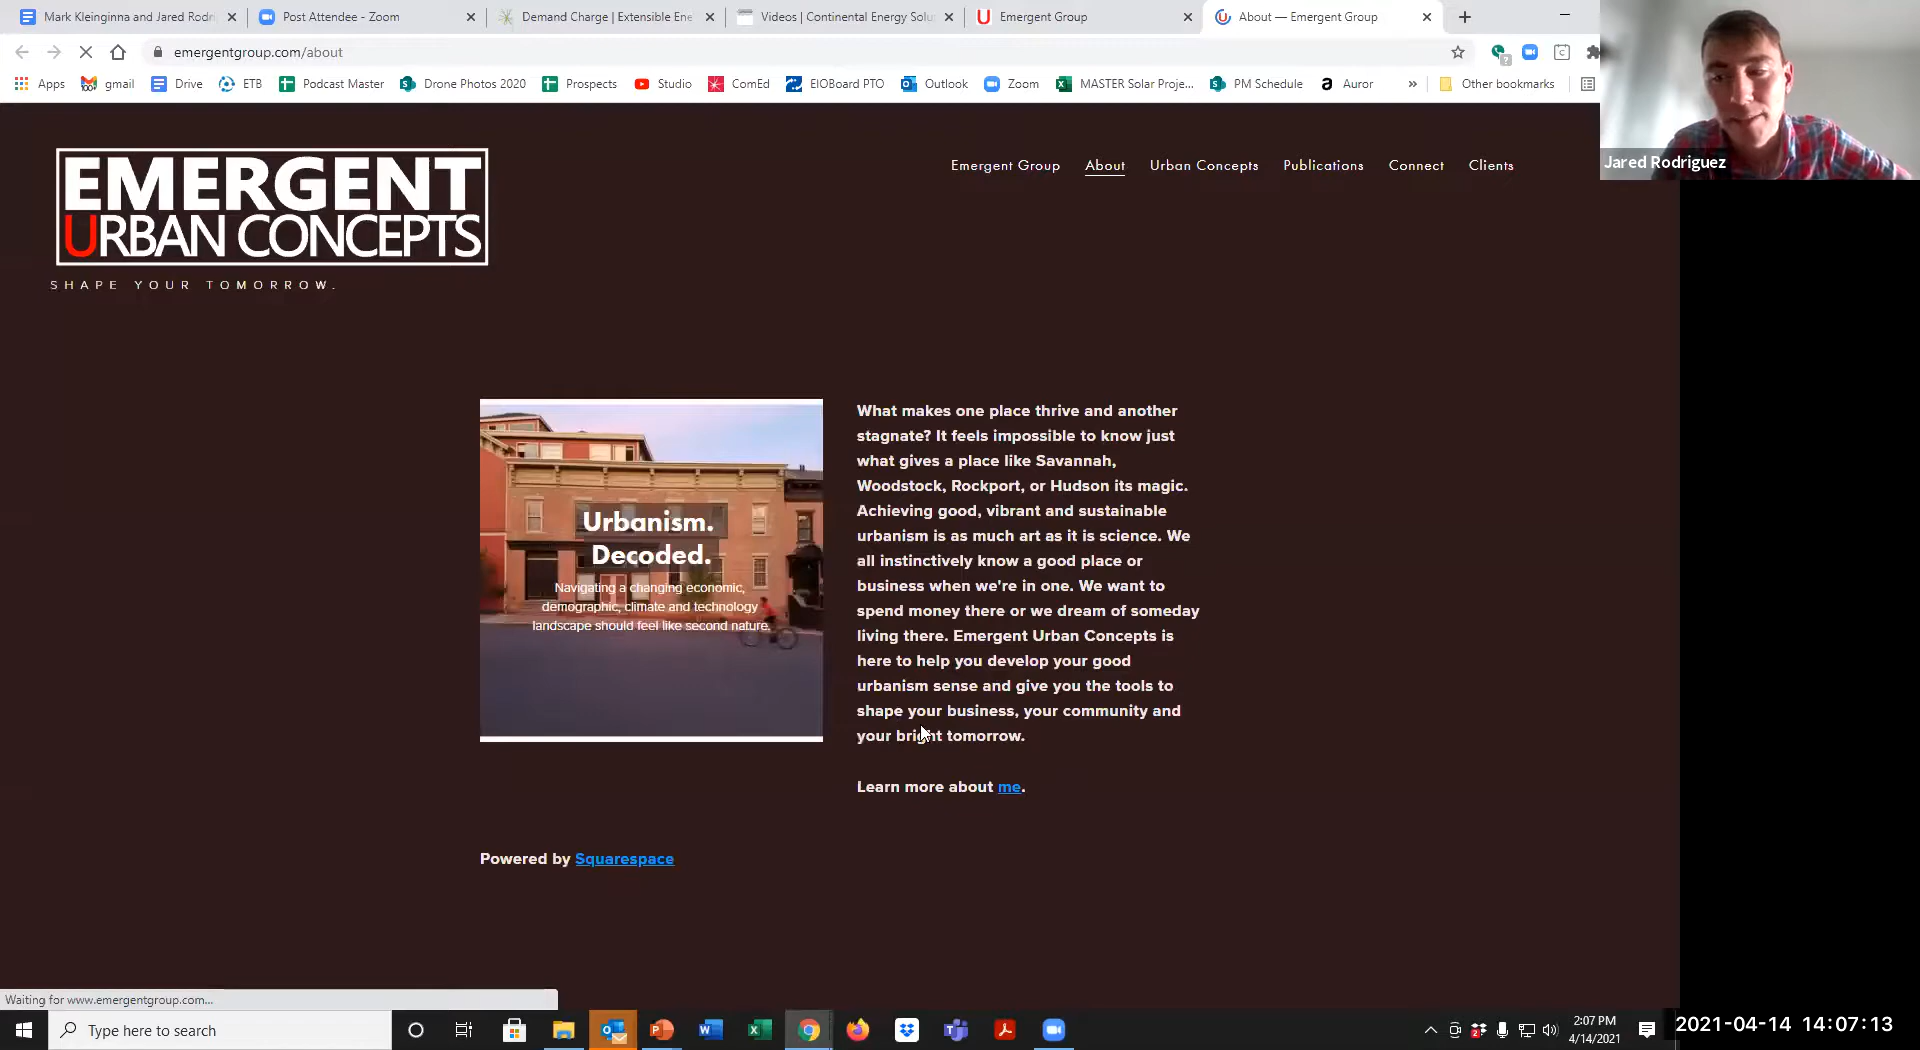 Mark Kleinginna and Jared Rodri
Post Attendee - Zoom
Demand Charge | Extensible Ene
Videos | Continental Energy Solu
Emergent Group
About — Emergent Group
emergentgroup.com/about
Apps
gmail
Drive
ETB
Podcast Master
Drone Photos 2020
Prospects
Studio
ComEd
EIOBoard PTO
Outlook
Zoom
MASTER Solar Proje...
PM Schedule
Auror
»
Other bookmarks
Jared Rodriguez
EMERGENT
URBAN CONCEPTS
SHAPE YOUR TOMORROW.
Emergent Group
About
Urban Concepts
Publications
Connect
Clients
Urbanism.
Decoded.
Navigating a changing economic,
demographic, climate and technology
landscape should feel like second nature.
What makes one place thrive and another
stagnate? It feels impossible to know just
what gives a place like Savannah,
Woodstock, Rockport, or Hudson its magic.
Achieving good, vibrant and sustainable
urbanism is as much art as it is science. We
all instinctively know a good place or
business when we're in one. We want to
spend money there or we dream of someday
living there. Emergent Urban Concepts is
here to help you develop your good
urbanism sense and give you the tools to
shape your business, your community and
your bright tomorrow.
Learn more about me.
Powered by Squarespace
Waiting for www.emergentgroup.com...
Type here to search
2:07 PM
4/14/2021
2021-04-14 14:07:13